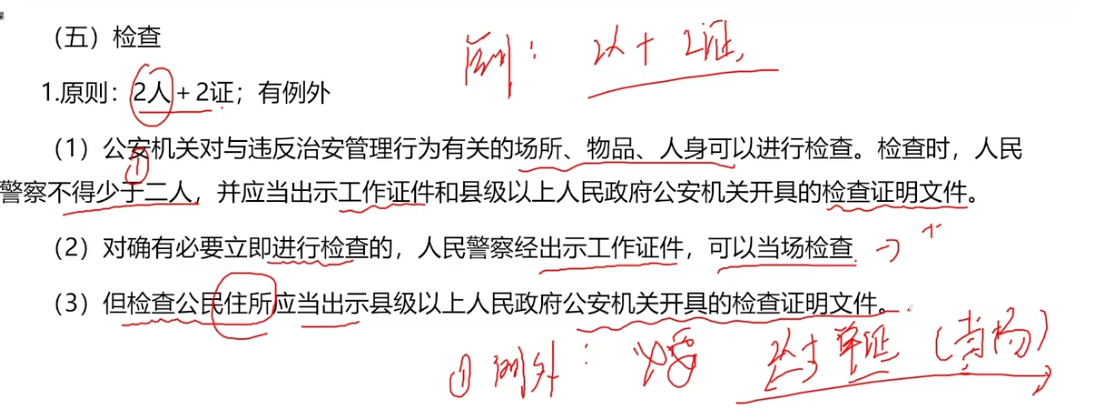 （五）检查
原则：2人+2证
1.原则：2人+2证；有例外
（1）公安机关对与违反治安管理行为有关的场所、物品、人身可以进行检查。检查时，人民
①
警察不得少于二人，并应当出示工作证件和县级以上人民政府公安机关开具的检查证明文件。
（2）对确有必要立即进行检查的，人民警察经出示工作证件，可以当场检查
（3）但检查公民住所应当出示县级以上人民政府公安机关开具的检查证明文件。
①例外：必要 2人+单证（当场）